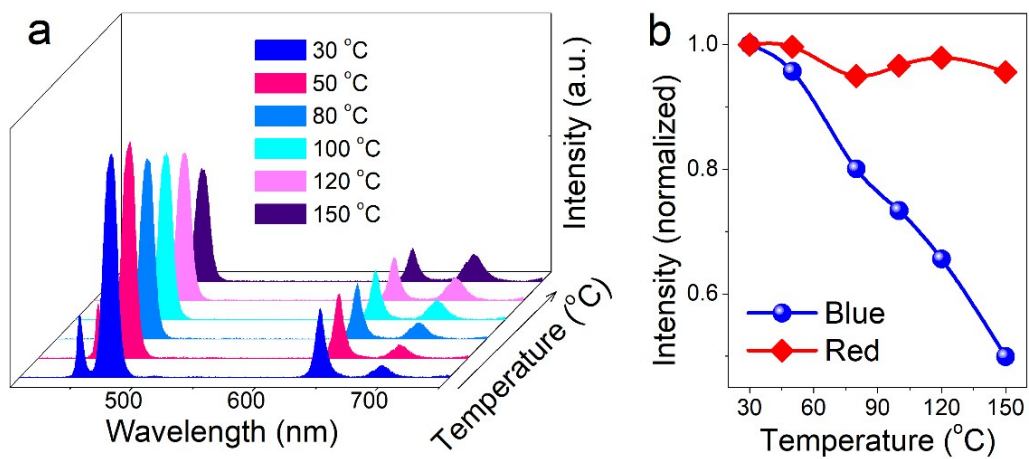 a
30 °C
50 °C
80 °C
100 °C
120 °C
150 °C
Intensity (a.u.)
500
600
700
Wavelength (nm)
Temperature (°C)
b
1.0
0.8
0.6
Intensity (normalized)
Blue
Red
30
60
90
120
150
Temperature (°C)